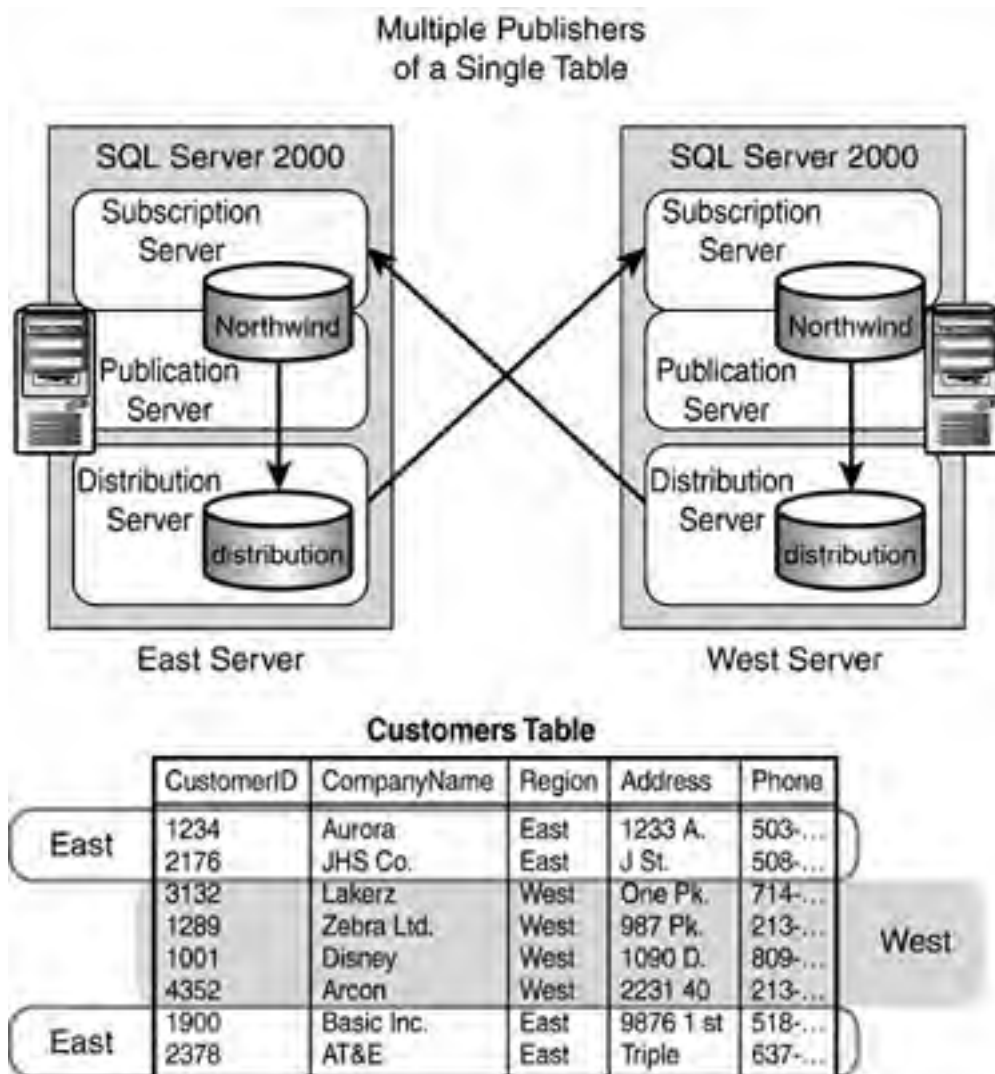 Multiple Publishers
of a Single Table
SQL Server 2000
Subscription
Server
Northwind
Publication
Server
Distribution
Server
distribution
East Server
SQL Server 2000
Subscription
Server
Northwind
Publication
Server
Distribution
Server
distribution
West Server
Customers Table
CustomerID CompanyName Region Address Phone
East
1234 Aurora East 1233 A. 503-...
2176 JHS Co. East J St. 508-...
3132 Lakerz West One Pk. 714-...
1289 Zebra Ltd. West 987 Pk. 213-...
West
1001 Disney West 1090 D. 809-...
4352 Arcon West 2231 40 213-...
East
1900 Basic Inc. East 9876 1 st 518-...
2378 AT&E East Triple 637-...